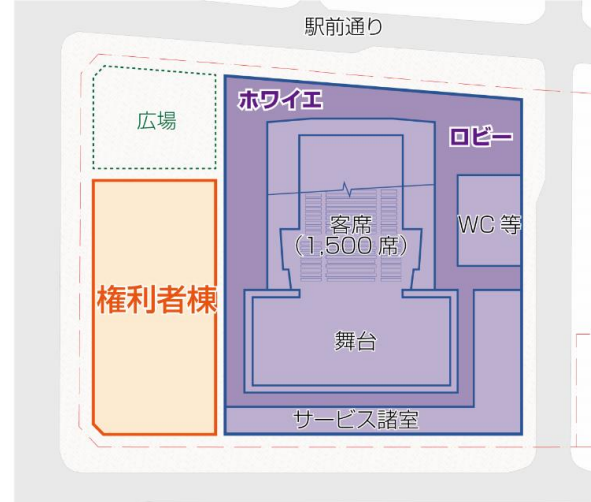 駅前通り
ホワイエ
広場
ロビー
客席
(1,500 席)
WC 等
権利者棟
舞台
サービス諸室